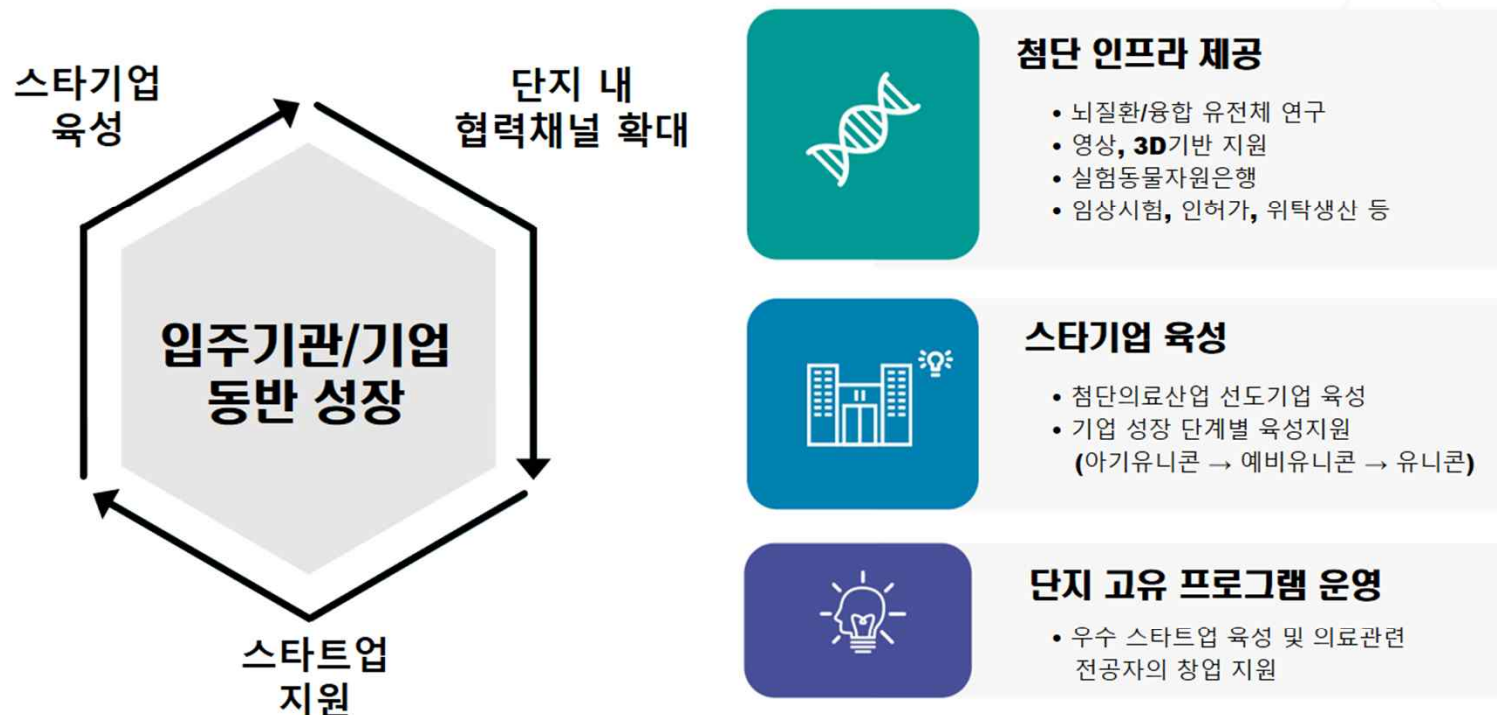 스타기업
육성
단지 내
협력채널 확대
입주기관/기업
동반 성장
스타트업
지원
첨단 인프라 제공
• 뇌질환/융합 유전체 연구
• 영상, 3D기반 지원
• 실험동물자원은행
• 임상시험, 인허가, 위탁생산 등
스타기업 육성
• 첨단의료산업 선도기업 육성
• 기업 성장 단계별 육성지원
(아기유니콘 → 예비유니콘 → 유니콘)
단지 고유 프로그램 운영
• 우수 스타트업 육성 및 의료관련
전공자의 창업 지원